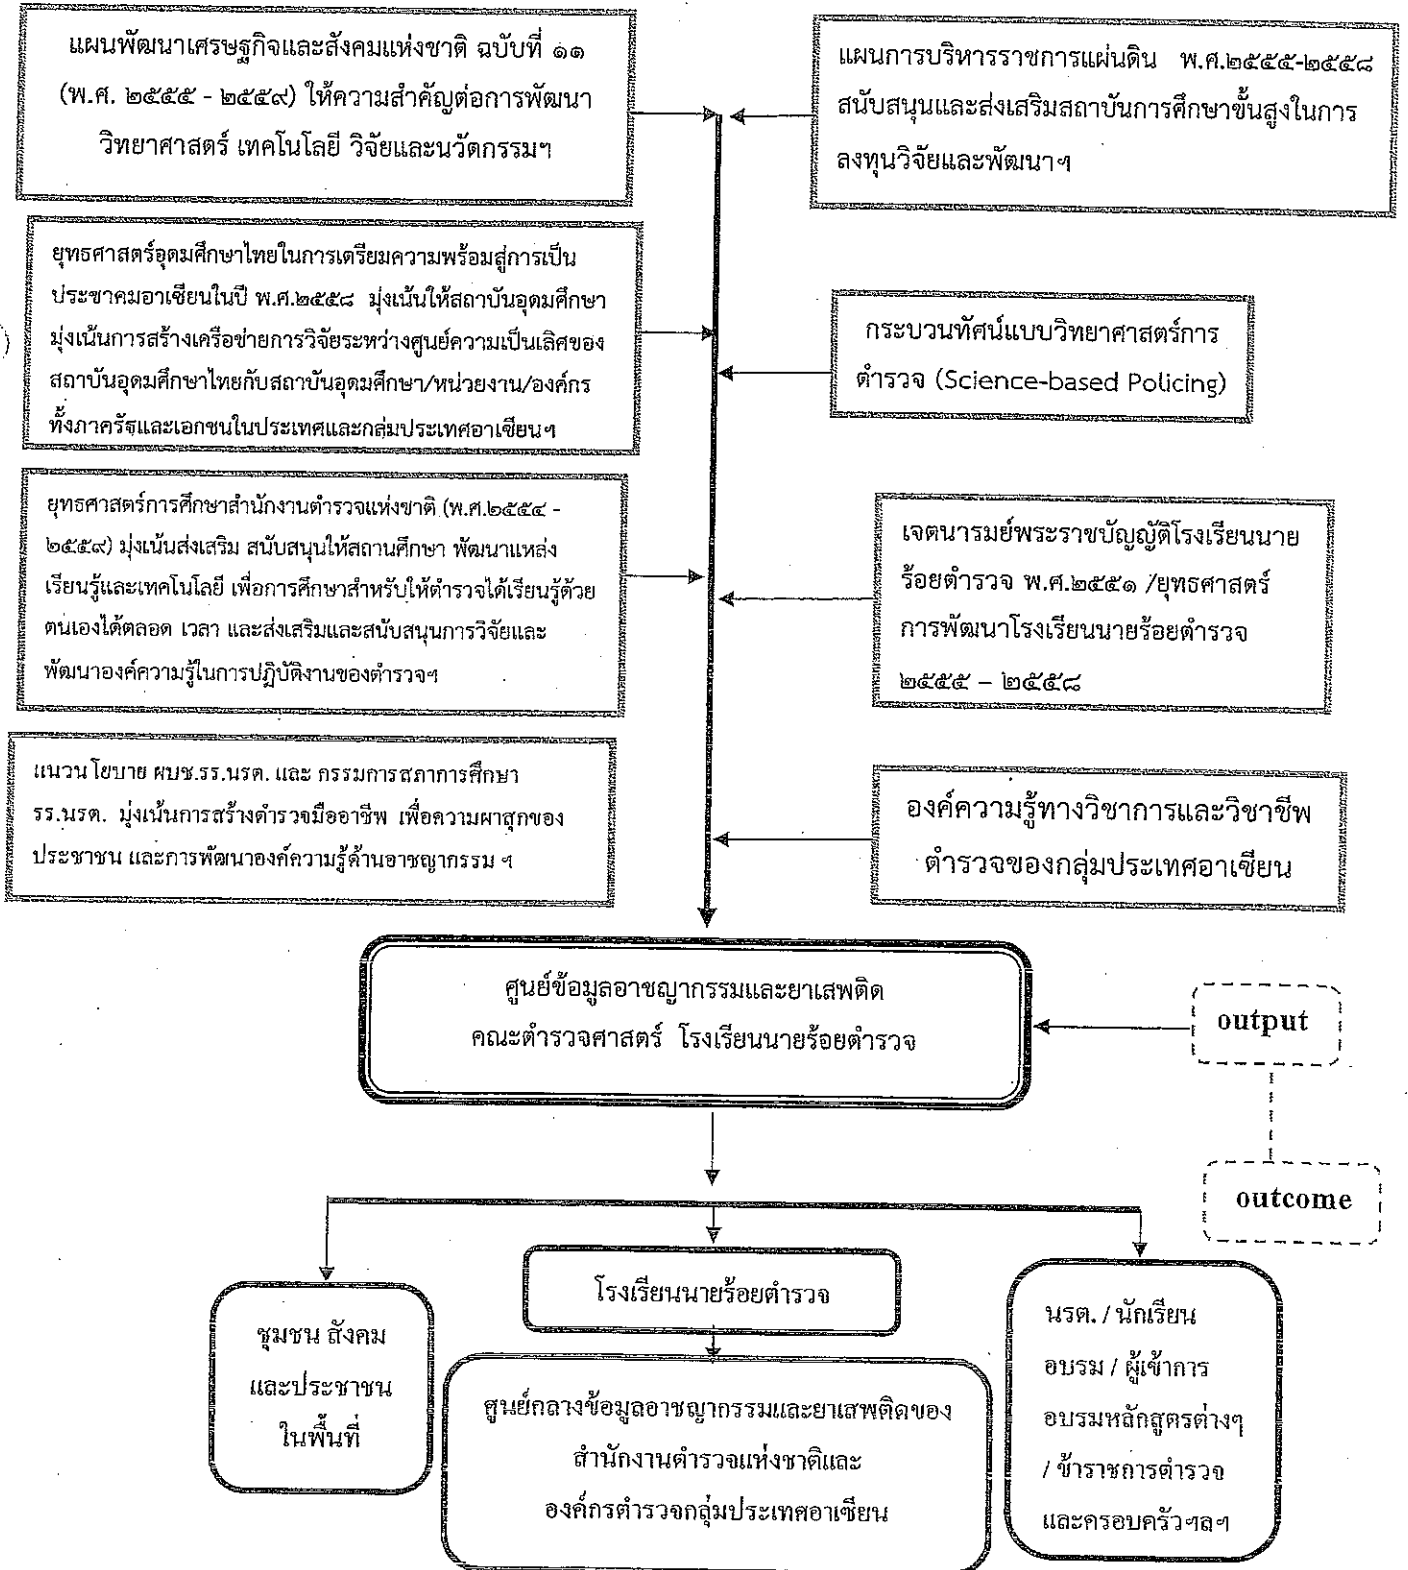 แผนพัฒนาเศรษฐกิจและสังคมแห่งชาติ ฉบับที่ ๑๑
(พ.ศ. ๒๕๕๕ - ๒๕๕๙) ให้ความสำคัญต่อการพัฒนา
วิทยาศาสตร์ เทคโนโลยี วิจัยและนวัตกรรมฯ
แผนการบริหารราชการแผ่นดิน พ.ศ.๒๕๕๕-๒๕๕๘
สนับสนุนและส่งเสริมสถาบันการศึกษาขั้นสูงในการ
ลงทุนวิจัยและพัฒนาฯ
ยุทธศาสตร์อุดมศึกษาไทยในการเตรียมความพร้อมสู่การเป็น
ประชาคมอาเซียนในปี พ.ศ.๒๕๕๘ มุ่งเน้นให้สถาบันอุดมศึกษา
มุ่งเน้นการสร้างเครือข่ายการวิจัยระหว่างศูนย์ความเป็นเลิศของ
สถาบันอุดมศึกษาไทยกับสถาบันอุดมศึกษา/หน่วยงาน/องค์กร
ทั้งภาครัฐและเอกชนในประเทศและกลุ่มประเทศอาเซียนฯ
กระบวนทัศน์แบบวิทยาศาสตร์การ
ตำรวจ (Science-based Policing)
ยุทธศาสตร์การศึกษาสำนักงานตำรวจแห่งชาติ (พ.ศ.๒๕๕๔ -
๒๕๕๙) มุ่งเน้นส่งเสริม สนับสนุนให้สถานศึกษา พัฒนาแหล่ง
เรียนรู้และเทคโนโลยี เพื่อการศึกษาสำหรับให้ตำรวจได้เรียนรู้ด้วย
ตนเองได้ตลอด เวลา และส่งเสริมและสนับสนุนการวิจัยและ
พัฒนาองค์ความรู้ในการปฏิบัติงานของตำรวจฯ
เจตนารมย์พระราชบัญญัติโรงเรียนนาย
ร้อยตำรวจ พ.ศ.๒๕๕๑ /ยุทธศาสตร์
การพัฒนาโรงเรียนนายร้อยตำรวจ
๒๕๕๕ – ๒๕๕๘
แนวนโยบาย ผบช.รร.นรต. และ กรรมการสภาการศึกษา
รร.นรต. มุ่งเน้นการสร้างตำรวจมืออาชีพ เพื่อความผาสุกของ
ประชาชน และการพัฒนาองค์ความรู้ด้านอาชญากรรม ฯ
องค์ความรู้ทางวิชาการและวิชาชีพ
ตำรวจของกลุ่มประเทศอาเซียน
ศูนย์ข้อมูลอาชญากรรมและยาเสพติด
คณะตำรวจศาสตร์ โรงเรียนนายร้อยตำรวจ
output
outcome
ชุมชน สังคม
และประชาชน
ในพื้นที่
โรงเรียนนายร้อยตำรวจ
ศูนย์กลางข้อมูลอาชญากรรมและยาเสพติดของ
สำนักงานตำรวจแห่งชาติและ
องค์กรตำรวจกลุ่มประเทศอาเซียน
นรต. / นักเรียน
อบรม / ผู้เข้าการ
อบรมหลักสูตรต่างๆ
/ ข้าราชการตำรวจ
และครอบครัวฯลฯ